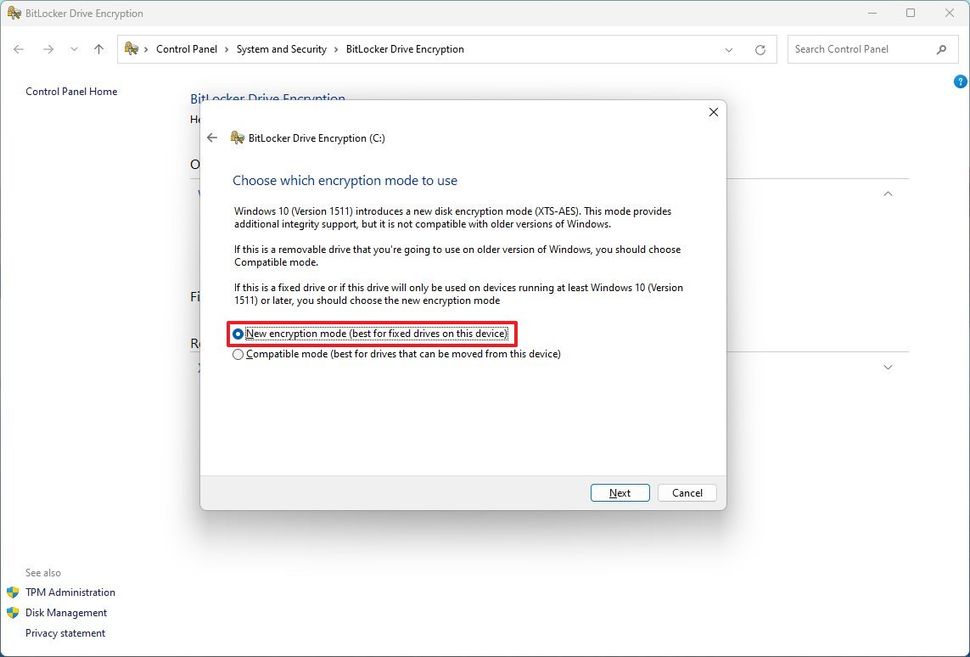 BitLocker Drive Encryption
Control Panel > System and Security > BitLocker Drive Encryption
Search Control Panel
Control Panel Home
BitLocker Drive Encryption
BitLocker Drive Encryption (C:)
Choose which encryption mode to use
Windows 10 (Version 1511) introduces a new disk encryption mode (XTS-AES). This mode provides
additional integrity support, but it is not compatible with older versions of Windows.
If this is a removable drive that you're going to use on older version of Windows, you should choose
Compatible mode.
If this is a fixed drive or if this drive will only be used on devices running at least Windows 10 (Version
1511) or later, you should choose the new encryption mode
New encryption mode (best for fixed drives on this device)
Compatible mode (best for drives that can be moved from this device)
Next
Cancel
See also
TPM Administration
Disk Management
Privacy statement